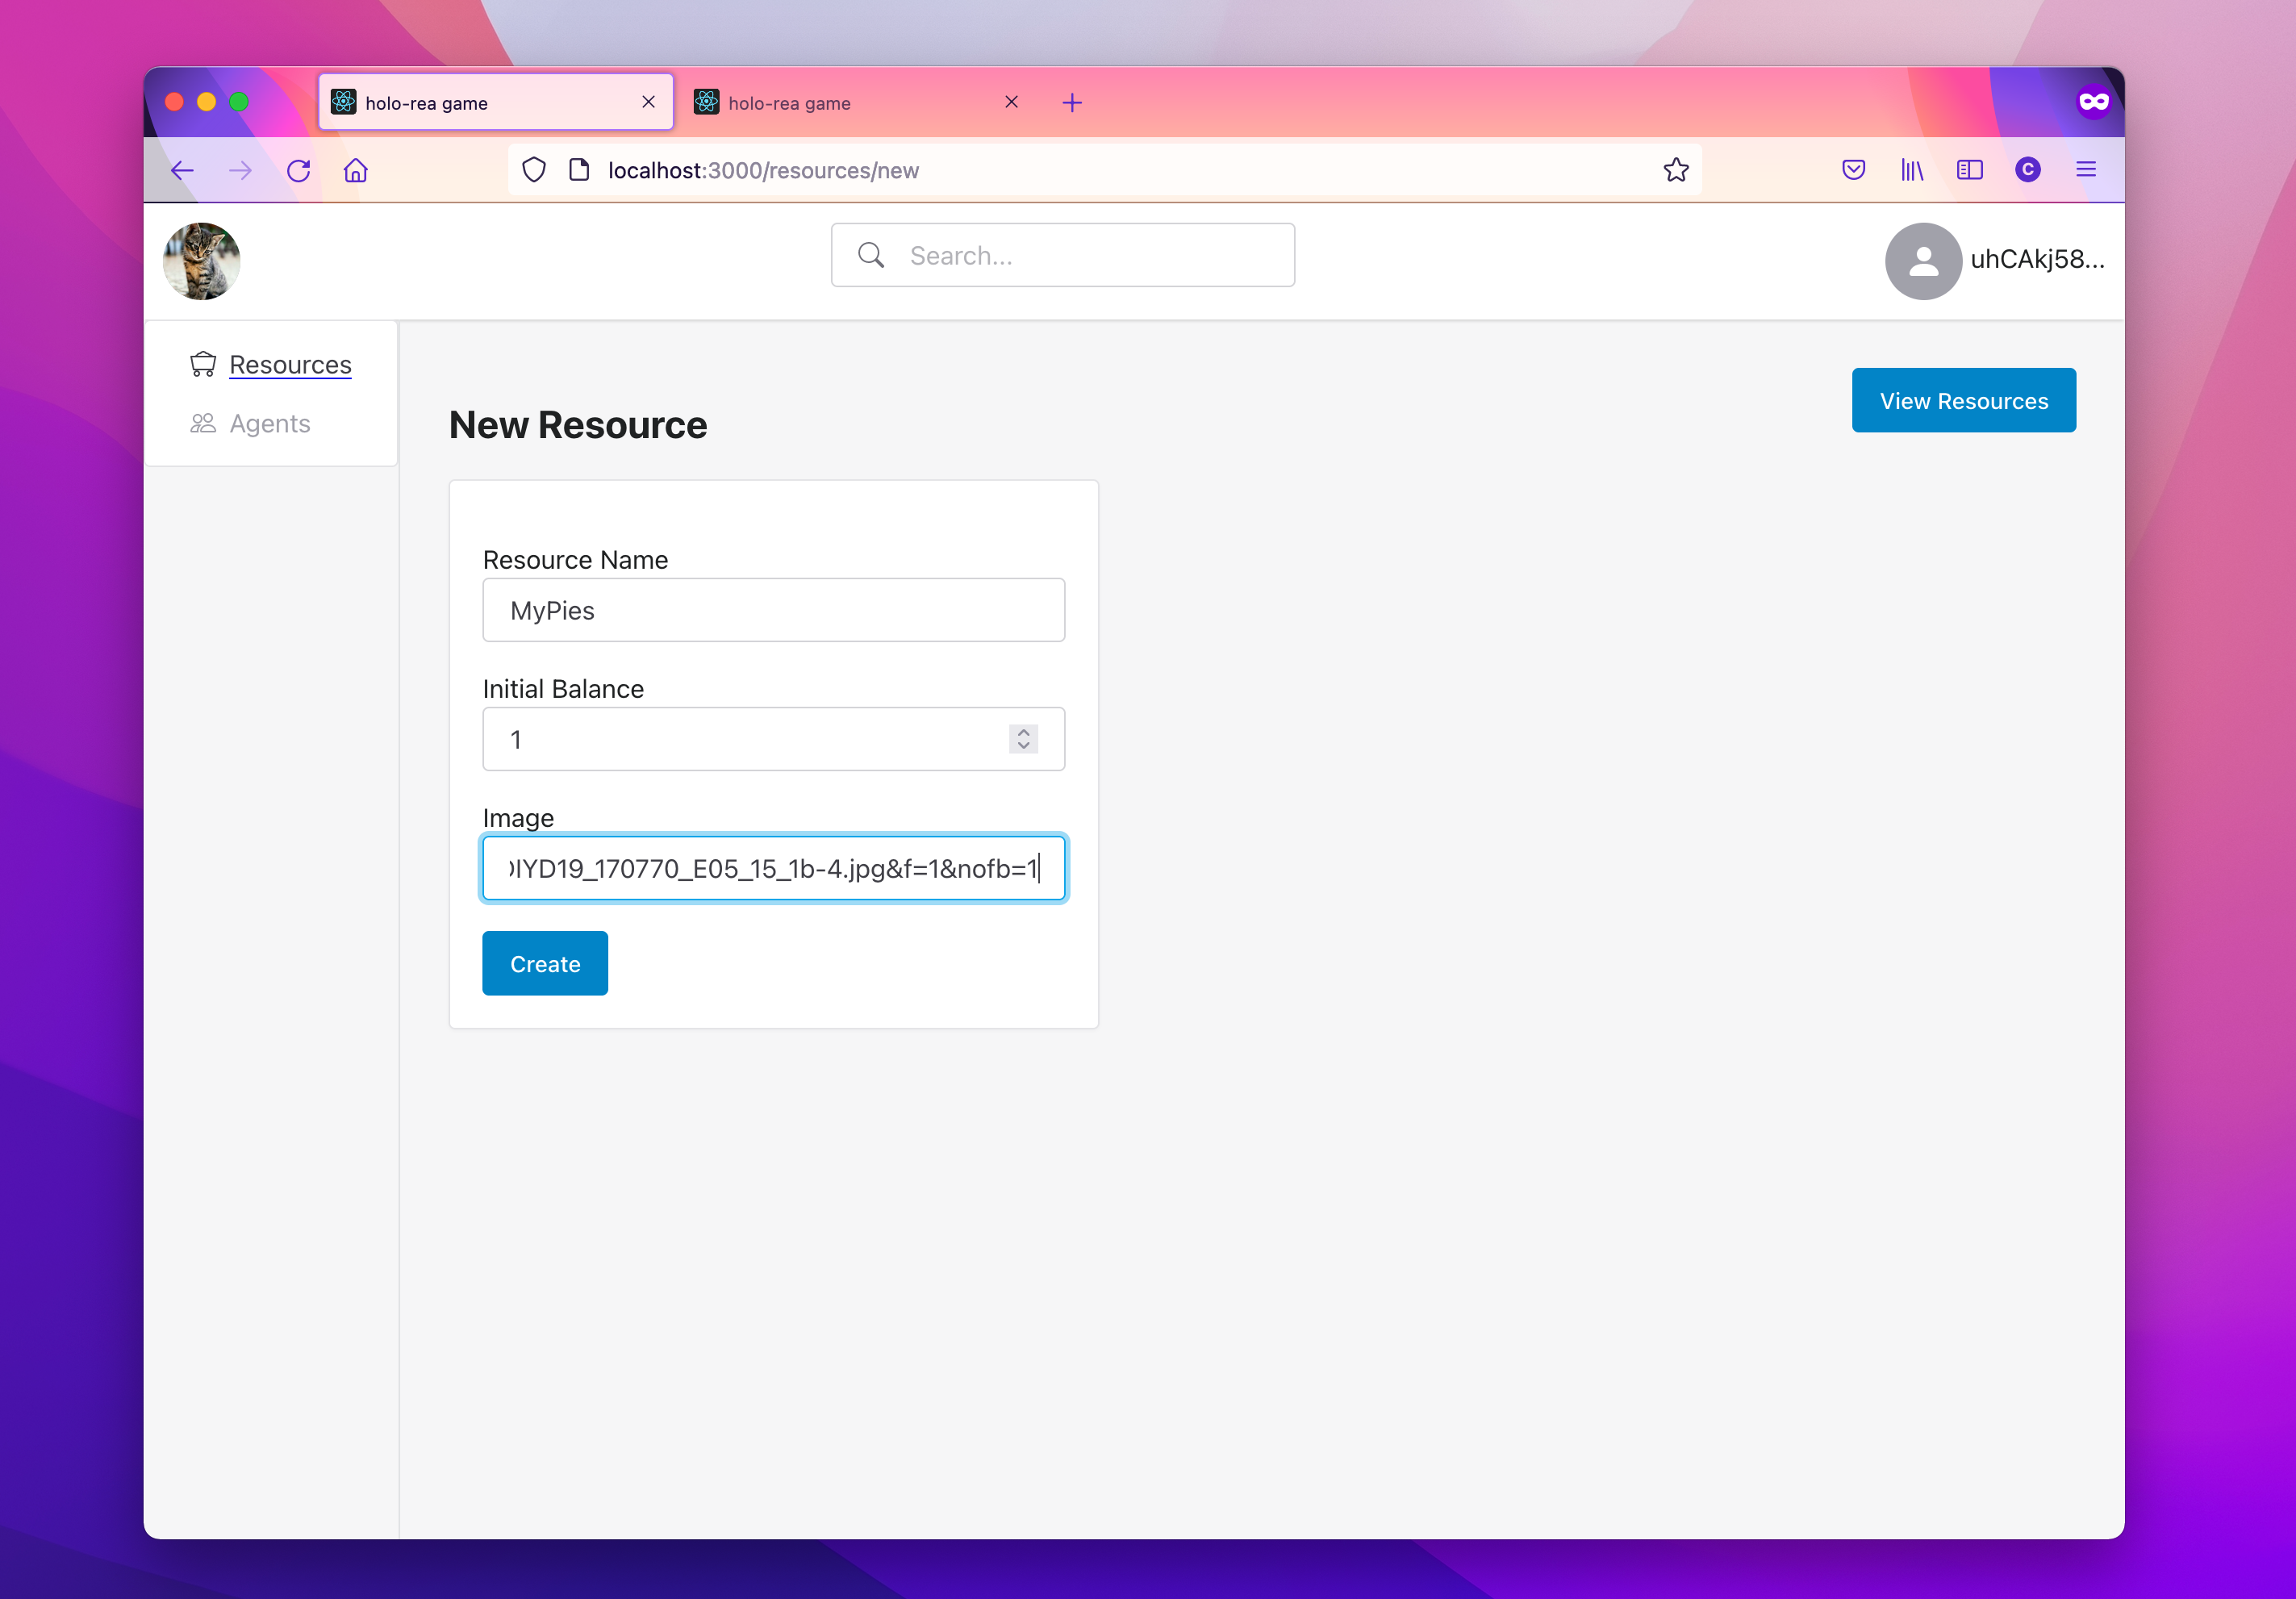 holo-rea game
holo-rea game
localhost:3000/resources/new
C
Search...
uhCAkj58...
Resources
Agents
View Resources
New Resource
Resource Name
MyPies
Initial Balance
1
Image
IYD19_170770_E05_15_1b-4.jpg&f=1&nofb=1
Create